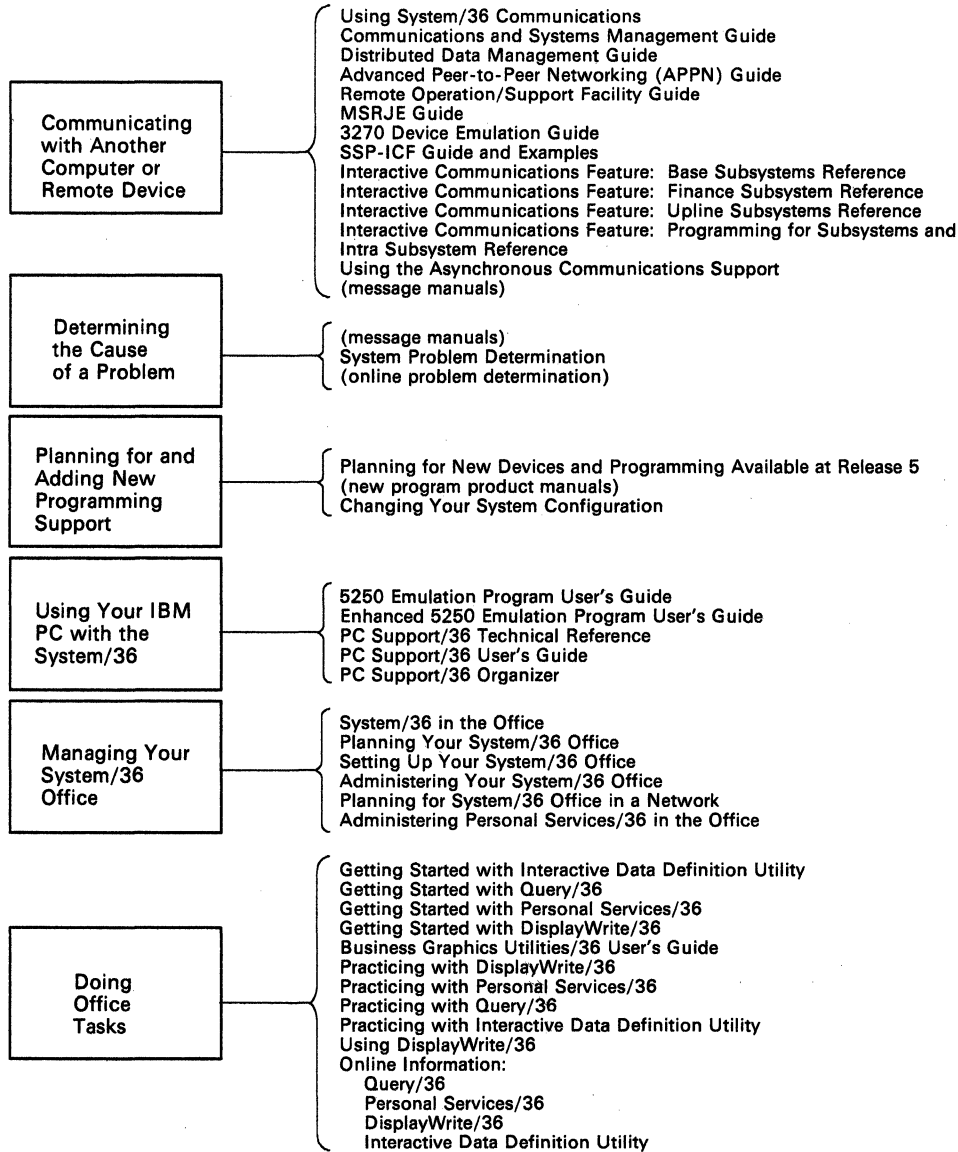 Communicating
with Another
Computer or
Remote Device
Using System/36 Communications
Communications and Systems Management Guide
Distributed Data Management Guide
Advanced Peer-to-Peer Networking (APPN) Guide
Remote Operation/Support Facility Guide
MSRJE Guide
3270 Device Emulation Guide
SSP-ICF Guide and Examples
Interactive Communications Feature: Base Subsystems Reference
Interactive Communications Feature: Finance Subsystem Reference
Interactive Communications Feature: Upline Subsystems Reference
Interactive Communications Feature: Programming for Subsystems and
Intra Subsystem Reference
Using the Asynchronous Communications Support
(message manuals)
Determining
the Cause
of a Problem
(message manuals)
System Problem Determination
(online problem determination)
Planning for and
Adding New
Programming
Support
Planning for New Devices and Programming Available at Release 5
(new program product manuals)
Changing Your System Configuration
Using Your IBM
PC with the
System/36
5250 Emulation Program User's Guide
Enhanced 5250 Emulation Program User's Guide
PC Support/36 Technical Reference
PC Support/36 User's Guide
PC Support/36 Organizer
Managing Your
System/36
Office
System/36 in the Office
Planning Your System/36 Office
Setting Up Your System/36 Office
Administering Your System/36 Office
Planning for System/36 Office in a Network
Administering Personal Services/36 in the Office
Doing
Office
Tasks
Getting Started with Interactive Data Definition Utility
Getting Started with Query/36
Getting Started with Personal Services/36
Getting Started with DisplayWrite/36
Business Graphics Utilities/36 User's Guide
Practicing with DisplayWrite/36
Practicing with Personal Services/36
Practicing with Query/36
Practicing with Interactive Data Definition Utility
Using DisplayWrite/36
Online Information:
Query/36
Personal Services/36
DisplayWrite/36
Interactive Data Definition Utility